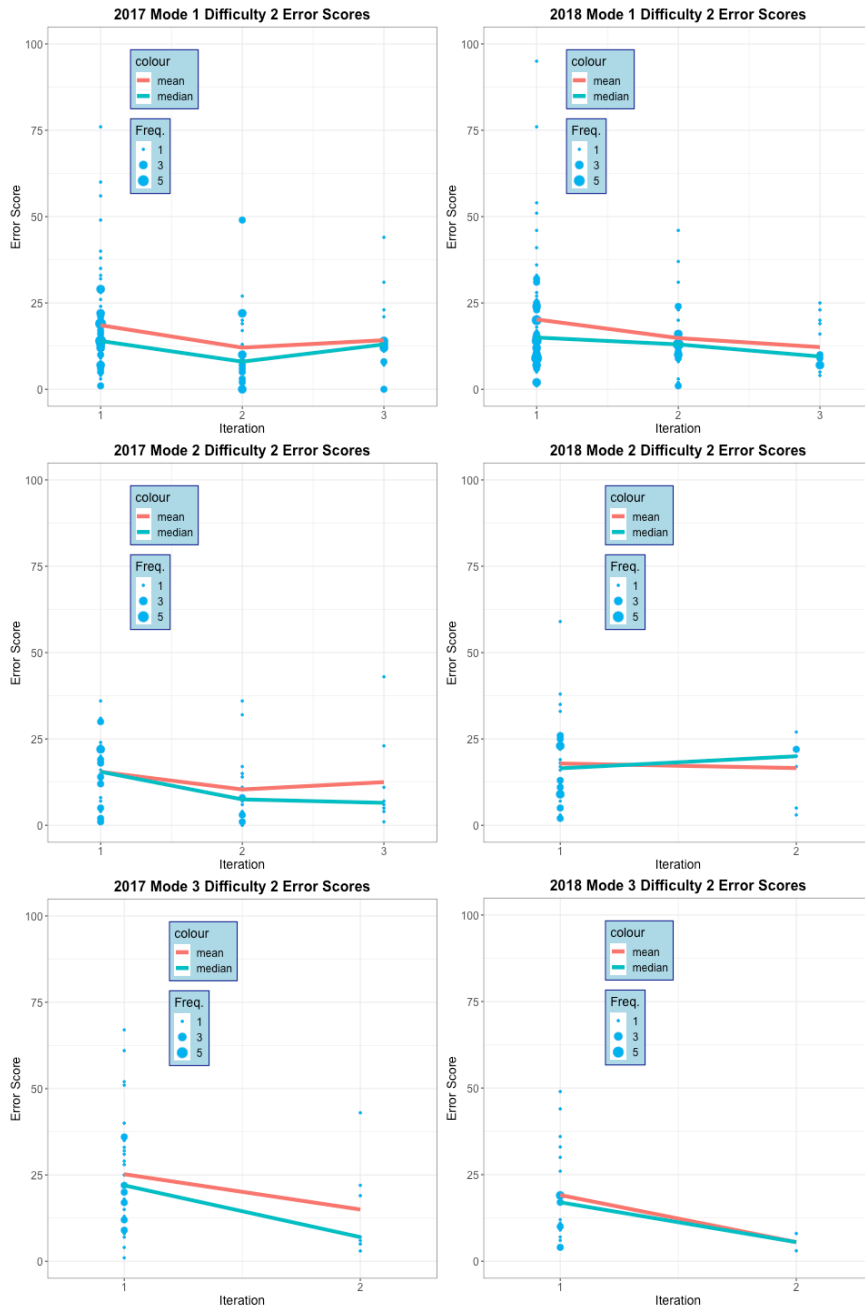 2017 Mode 1 Difficulty 2 Error Scores
100
75
50
25
0
Error Score
colour
mean
median
Freq.
1
3
5
1
2
3
Iteration
2018 Mode 1 Difficulty 2 Error Scores
100
75
50
25
0
Error Score
colour
mean
median
Freq.
1
3
5
1
2
3
Iteration
2017 Mode 2 Difficulty 2 Error Scores
100
75
50
25
0
Error Score
colour
mean
median
Freq.
1
3
5
1
2
3
Iteration
2018 Mode 2 Difficulty 2 Error Scores
100
75
50
25
0
Error Score
colour
mean
median
Freq.
1
3
5
1
2
Iteration
2017 Mode 3 Difficulty 2 Error Scores
100
75
50
25
0
Error Score
colour
mean
median
Freq.
1
3
5
1
2
Iteration
2018 Mode 3 Difficulty 2 Error Scores
100
75
50
25
0
Error Score
colour
mean
median
Freq.
1
3
5
1
2
Iteration